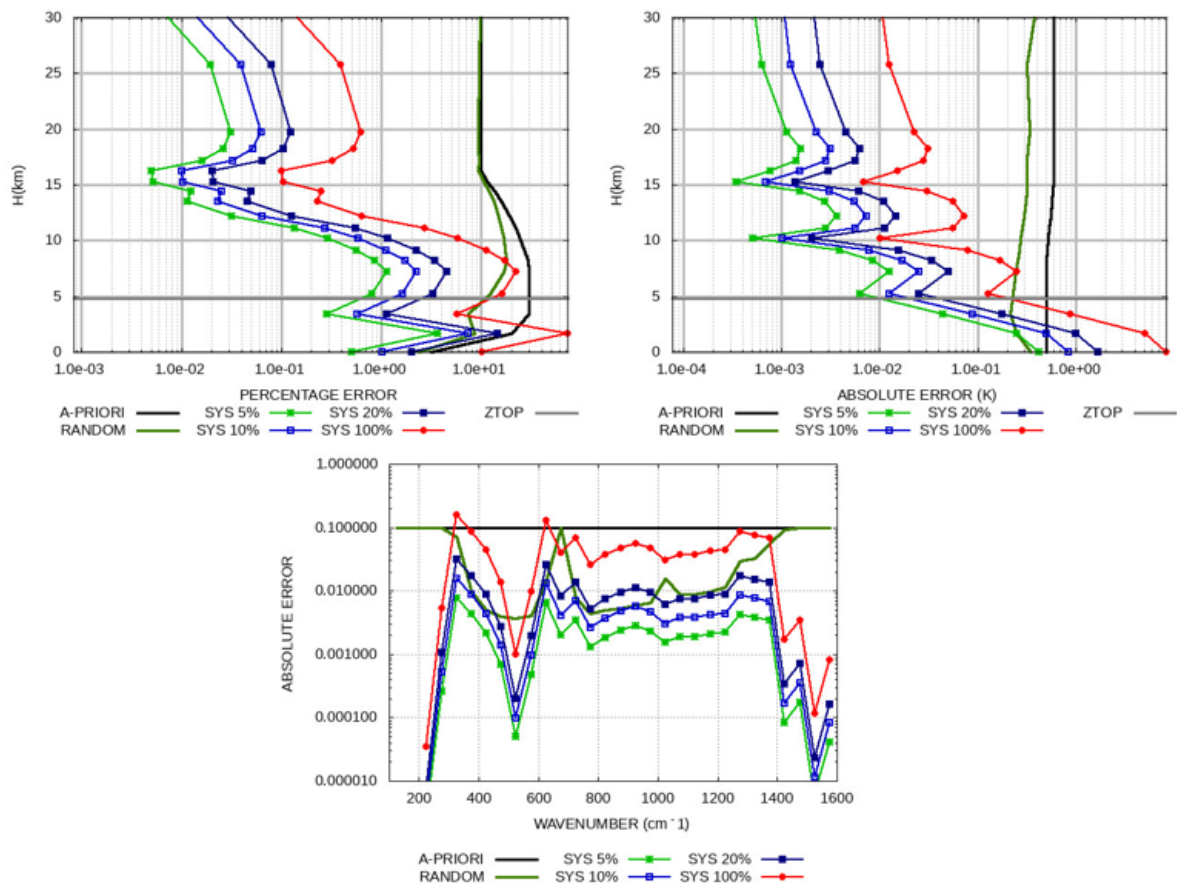 30
25
20
15
10
5
0
H(km)
1.0e-03 1.0e-02 1.0e-01 1.0e+00 1.0e+01
PERCENTAGE ERROR
A-PRIORI SYS 5% SYS 20% ZTOP
RANDOM SYS 10% SYS 100%
30
25
20
15
10
5
0
H(km)
1.0e-04 1.0e-03 1.0e-02 1.0e-01 1.0e+00
ABSOLUTE ERROR (K)
A-PRIORI SYS 5% SYS 20% ZTOP
RANDOM SYS 10% SYS 100%
1.000000
0.100000
0.010000
0.001000
0.000100
0.000010
ABSOLUTE ERROR
200 400 600 800 1000 1200 1400 1600
WAVENUMBER (cm⁻1)
A-PRIORI SYS 5% SYS 20%
RANDOM SYS 10% SYS 100%